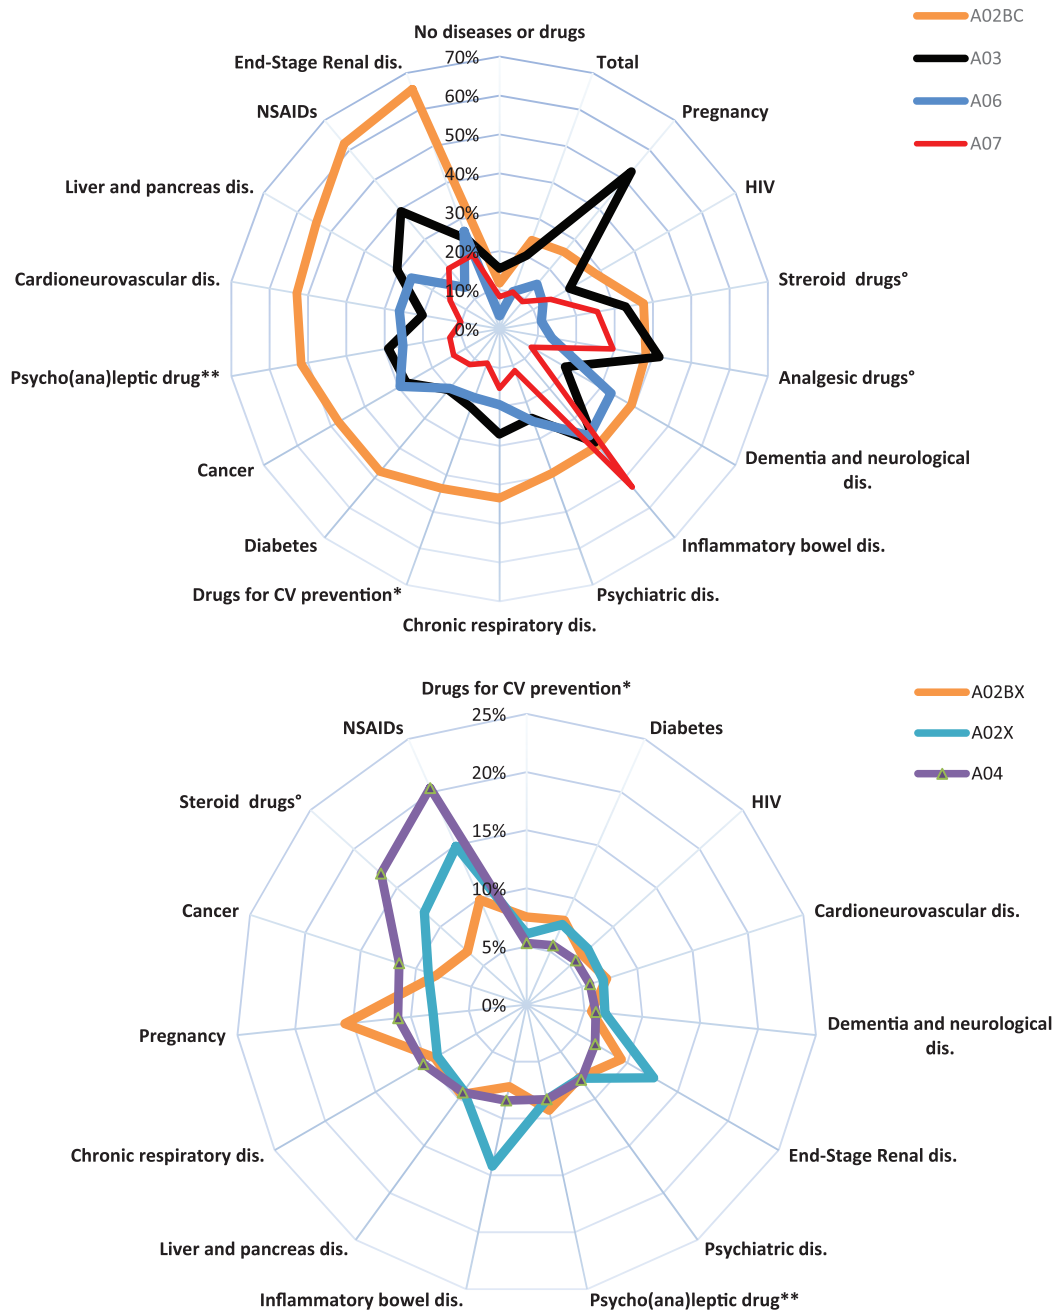 No diseases or drugs
A02BC
70%
End-Stage Renal dis.
Total
A03
60%
NSAIDs
Pregnancy
A06
50%
A07
40%
Liver and pancreas dis.
HIV
30%
20%
Cardioneurovascular dis.
Streroid drugs°
10%
0%
Psycho(ana)leptic drug**
Analgesic drugs°
Cancer
Dementia and neurological
dis.
Diabetes
Inflammatory bowel dis.
Drugs for CV prevention*
Psychiatric dis.
Chronic respiratory dis.
Drugs for CV prevention*
A02BX
25%
NSAIDs
Diabetes
A02X
20%
A04
Steroid drugs°
HIV
15%
10%
Cancer
Cardioneurovascular dis.
5%
0%
Pregnancy
Dementia and neurological
dis.
Chronic respiratory dis.
End-Stage Renal dis.
Liver and pancreas dis.
Psychiatric dis.
Inflammatory bowel dis.
Psycho(ana)leptic drug**